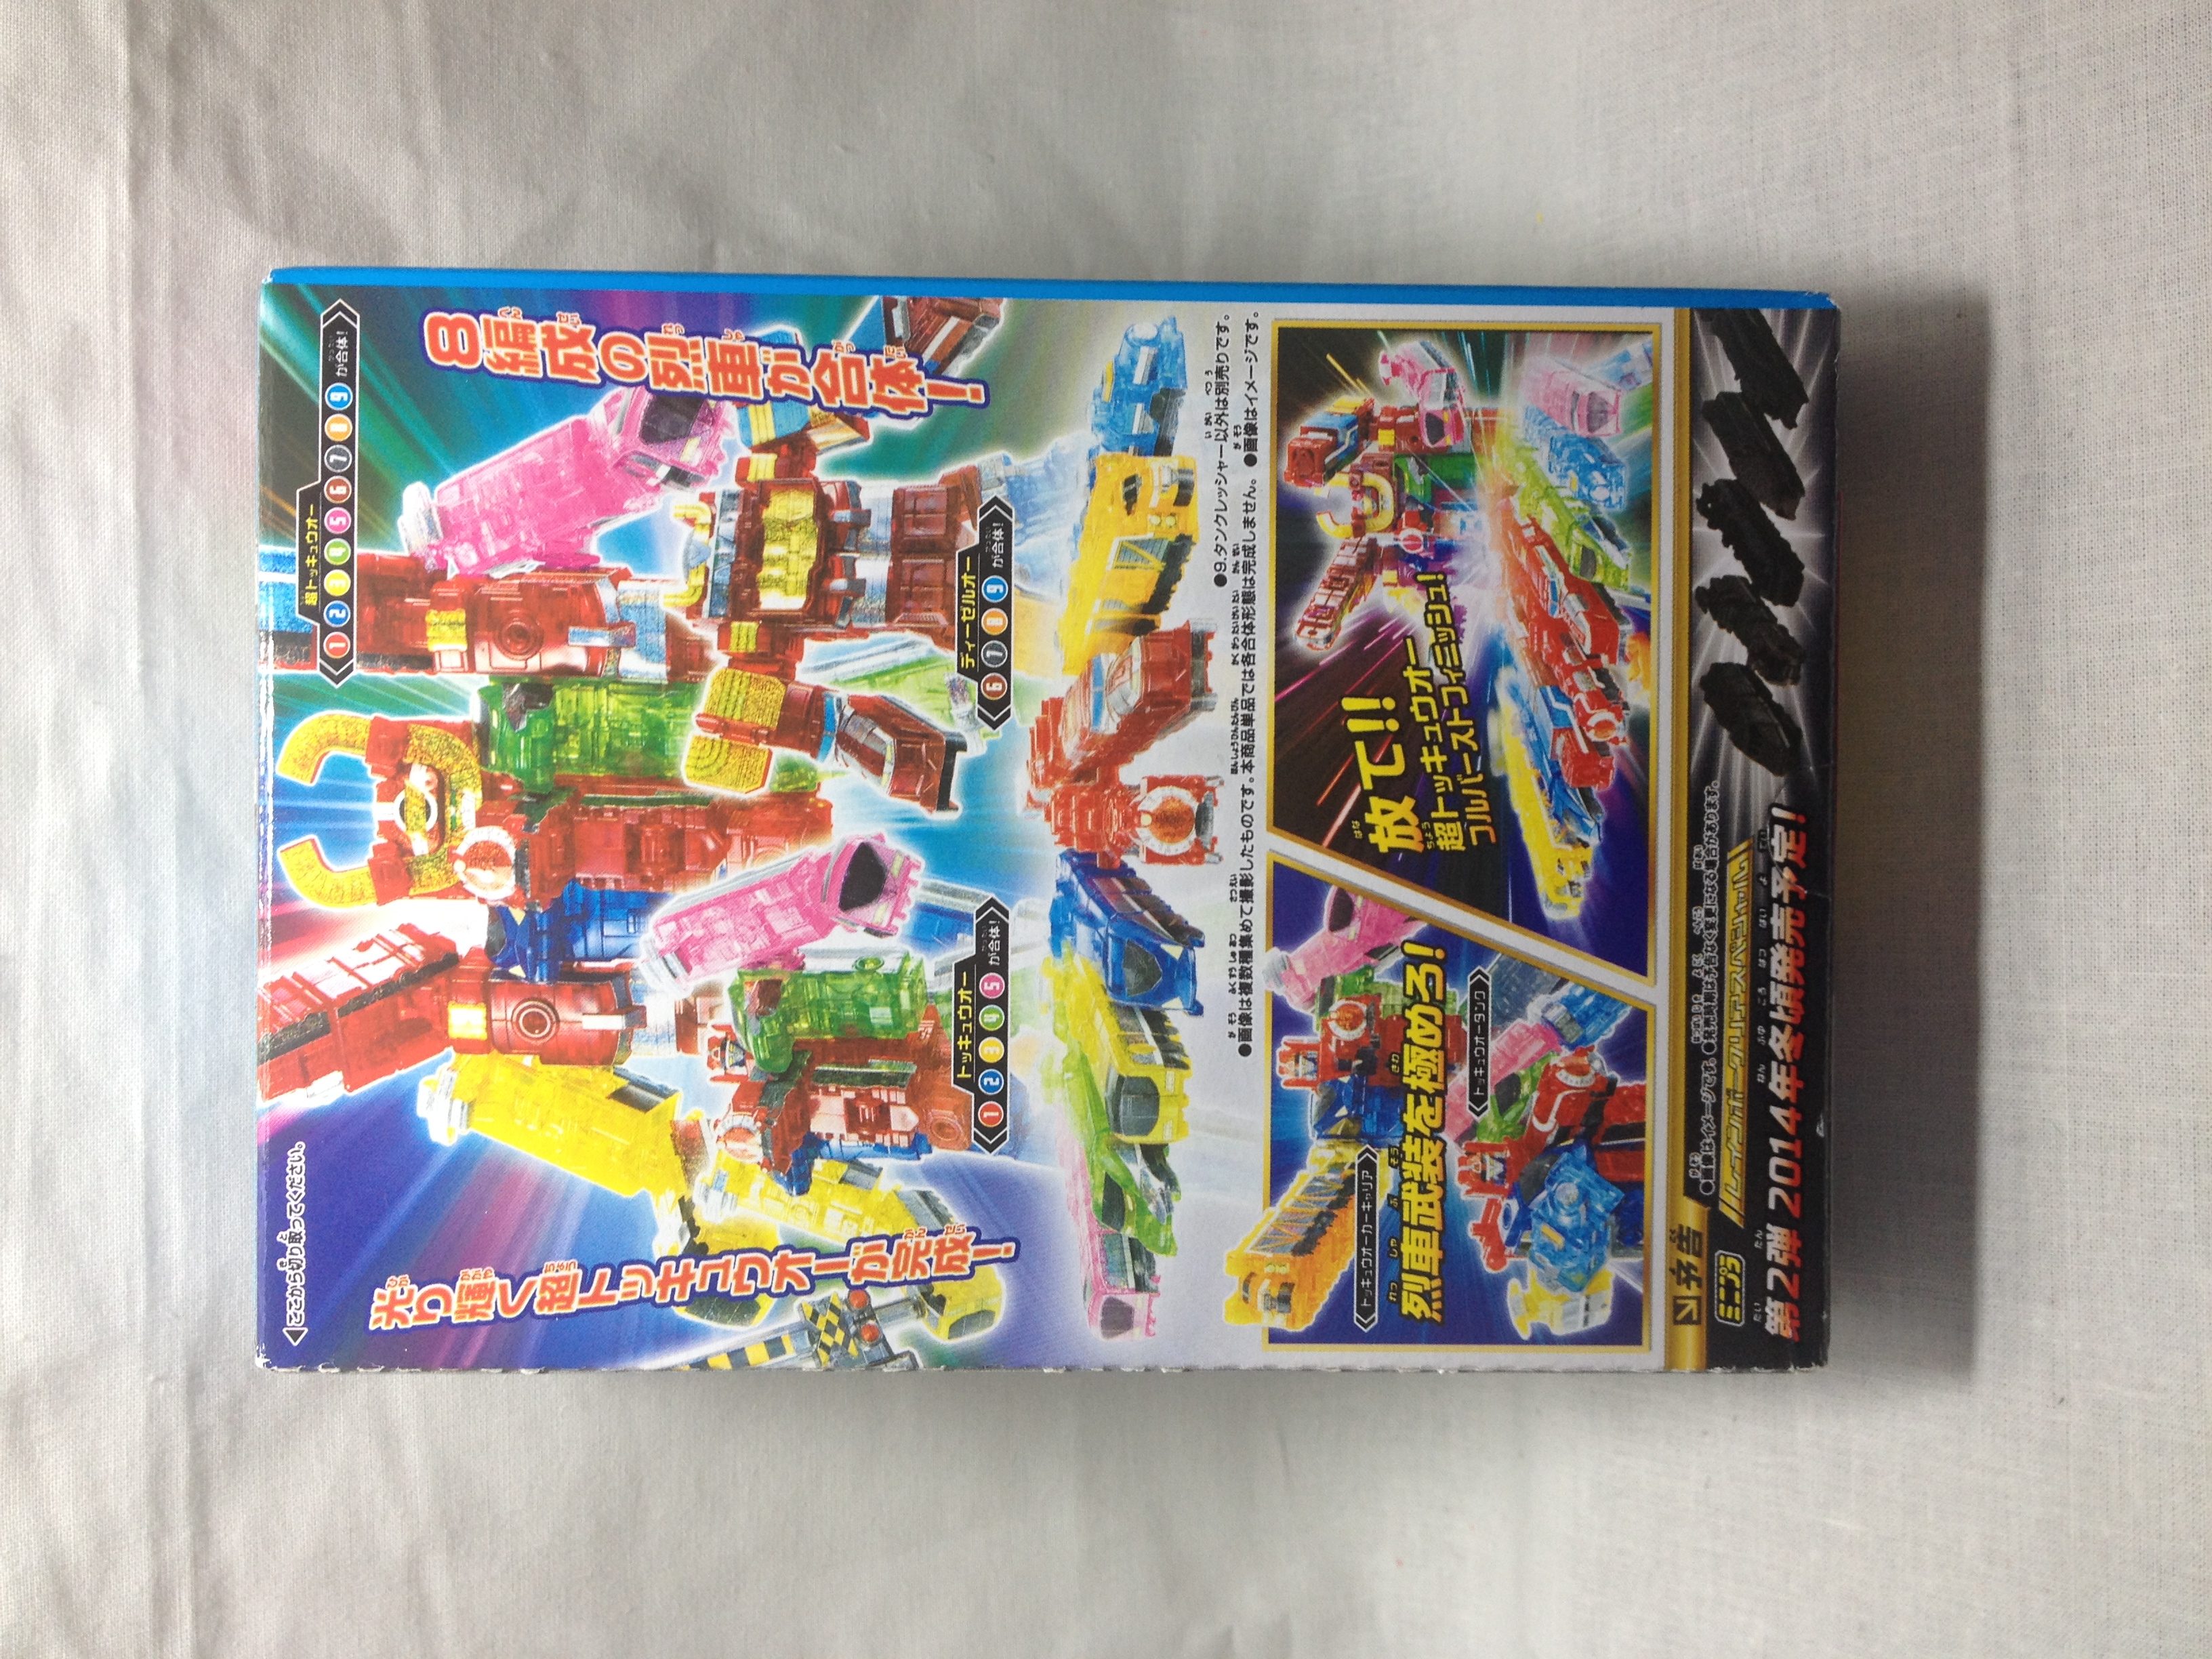 ◀ここから切り取ってください。
超トッキュウオー
1 2 3 4 5 6 7 8 9 が合体!
光り輝く超トッキュウオーが完成!
8編成の烈車が合体!
トッキュウオー
1 2 3 4 5 が合体!
ディーゼルオー
6 7 8 9 が合体!
●9.タンクレッシャー以外は別売りです。
●画像は複数種集めて撮影したものです。本商品単品では各合体形態は完成しません。 ●画像はイメージです。
トッキュウオーカーキャリア
烈車武装を極めろ!
トッキュウオータンク
放て!!
超トッキュウオー
フルバーストフィニッシュ!
予告
●画像はイメージです。●発売時期は予告なく変更になる場合があります。
ミニプラ レインボークリアスペシャル
第2弾 2014年冬頃発売予定!